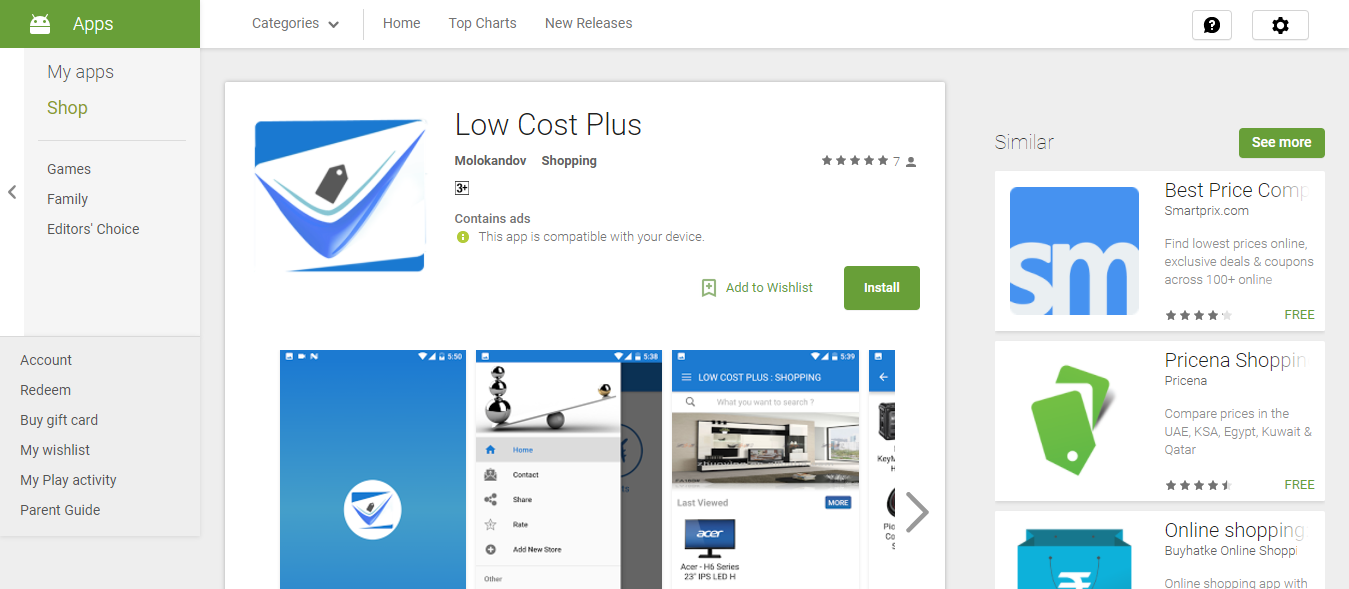 Apps
Categories
Home
Top Charts
New Releases
My apps
Shop
Games
Family
Editors' Choice
Account
Redeem
Buy gift card
My wishlist
My Play activity
Parent Guide
Low Cost Plus
Molokandov Shopping
7
3+
Contains ads
This app is compatible with your device.
Add to Wishlist
Install
5:50
5:38
Home
Contact
Share
Rate
Add New Store
Other
5:39
LOW COST PLUS : SHOPPING
What you want to search ?
Last Viewed
MORE
acer
Acer - H6 Series
23" IPS LED H
Similar
See more
sm
Best Price Comp
Smartprix.com
Find lowest prices online,
exclusive deals & coupons
across 100+ online
FREE
Pricena Shoppin
Pricena
Compare prices in the
UAE, KSA, Egypt, Kuwait &
Qatar
FREE
Online shopping
Buyhatke Online Shoppi
Online shopping app with